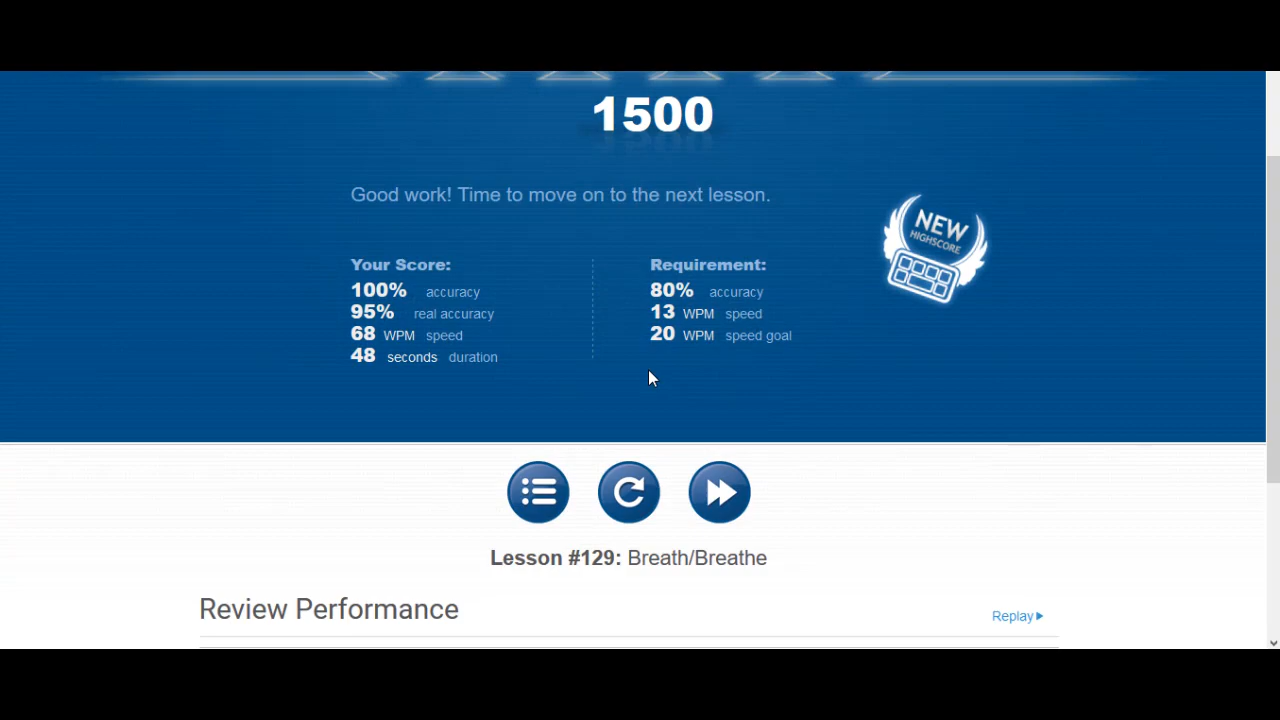 1500
Good work! Time to move on to the next lesson.
NEW
HIGHSCORE
Your Score:
100% accuracy
95% real accuracy
68 WPM speed
48 seconds duration
Requirement:
80% accuracy
13 WPM speed
20 WPM speed goal
Lesson #129: Breath/Breathe
Review Performance
Replay